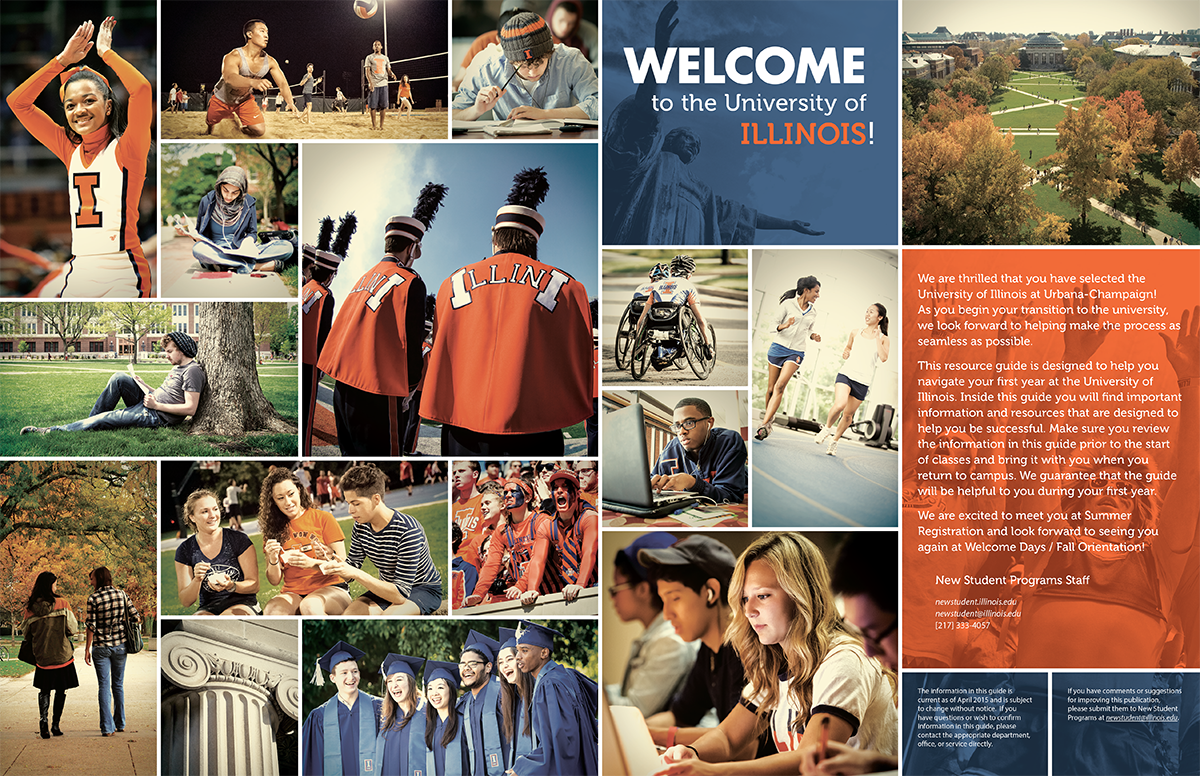 I
ILLINI
I
WELCOME
to the University of
ILLINOIS!
ILLINOIS
We are thrilled that you have selected the
University of Illinois at Urbana-Champaign!
As you begin your transition to the university,
we look forward to helping make the process as
seamless as possible.
This resource guide is designed to help you
navigate your first year at the University of
Illinois. Inside this guide you will find important
information and resources that are designed to
help you be successful. Make sure you review
the information in this guide prior to the start
of classes and bring it with you when you
return to campus. We guarantee that the guide
will be helpful to you during your first year.
We are excited to meet you at Summer
Registration and look forward to seeing you
again at Welcome Days / Fall Orientation!
New Student Programs Staff
newstudent.illinois.edu
newstudent@illinois.edu
[217] 333-4057
The information in this guide is
current as of April 2015 and is subject
to change without notice. If you
have questions or wish to confirm
information in this guide, please
contact the appropriate department,
office, or service directly.
If you have comments or suggestions
for improving this publication,
please submit them to New Student
Programs at newstudent@illinois.edu.